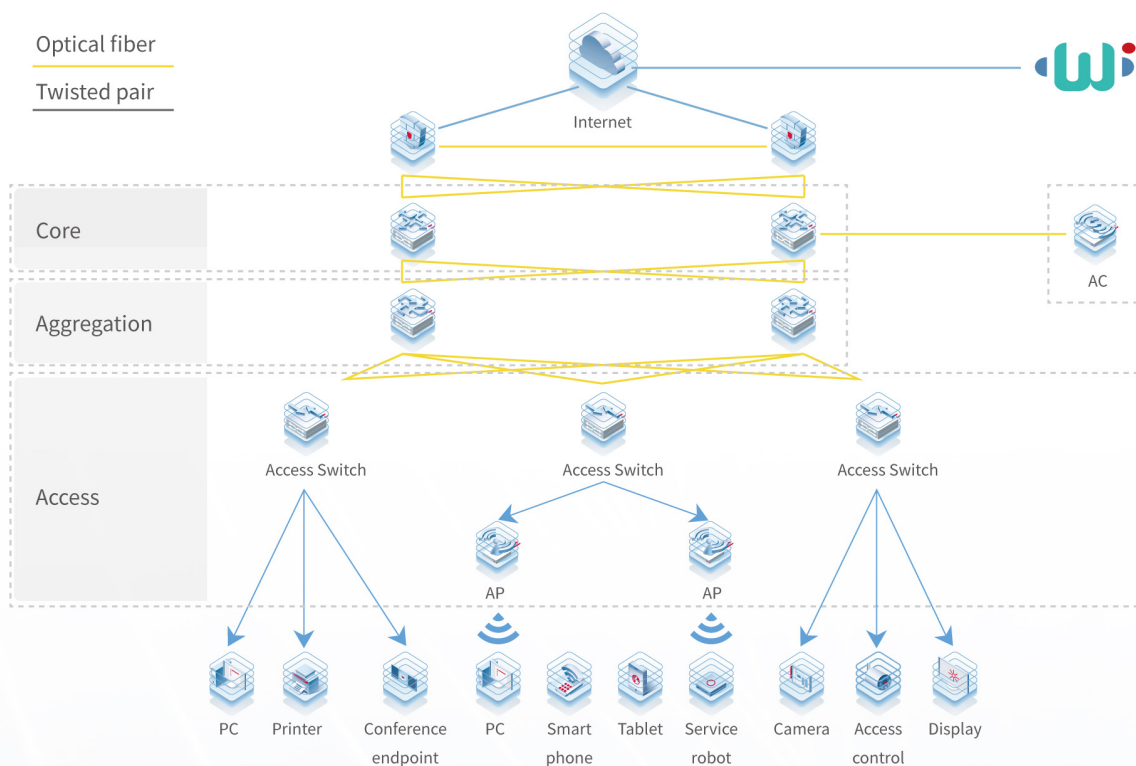 Optical fiber
Twisted pair
Internet
Wi
Core
AC
Aggregation
Access
Access Switch
Access Switch
Access Switch
AP
AP
PC
Printer
Conference
endpoint
PC
Smart
phone
Tablet
Service
robot
Camera
Access
control
Display